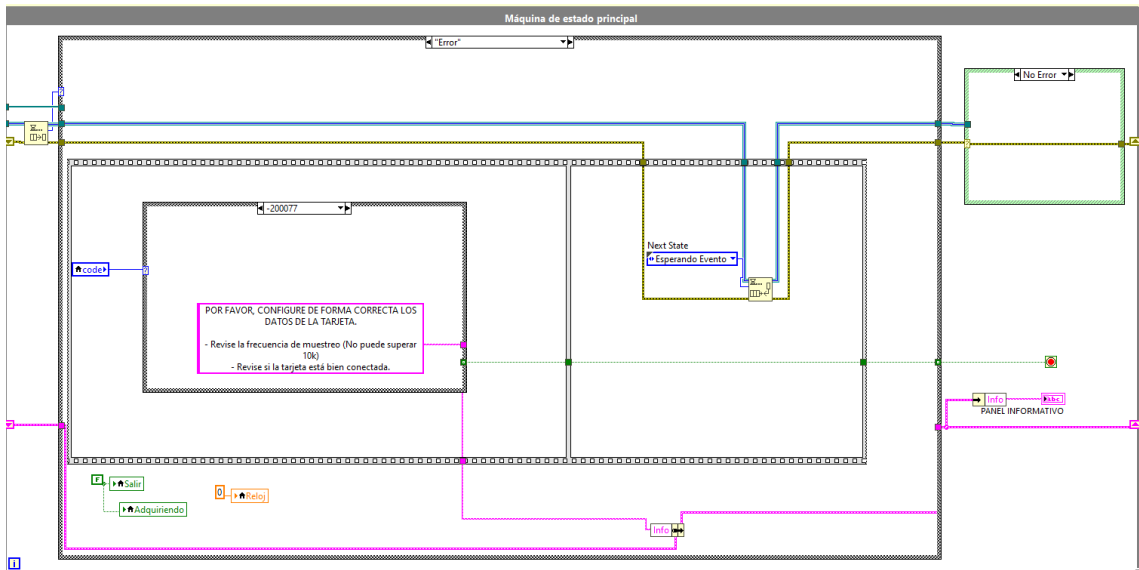 Máquina de estado principal
"Error"
No Error
-200077
code
Next State
Esperando Evento
POR FAVOR, CONFIGURE DE FORMA CORRECTA LOS
DATOS DE LA TARJETA.
- Revise la frecuencia de muestreo (No puede superar
10k)
- Revise si la tarjeta está bien conectada.
Info
abc
PANEL INFORMATIVO
F
Salir
0
Reloj
Adquiriendo
Info
i